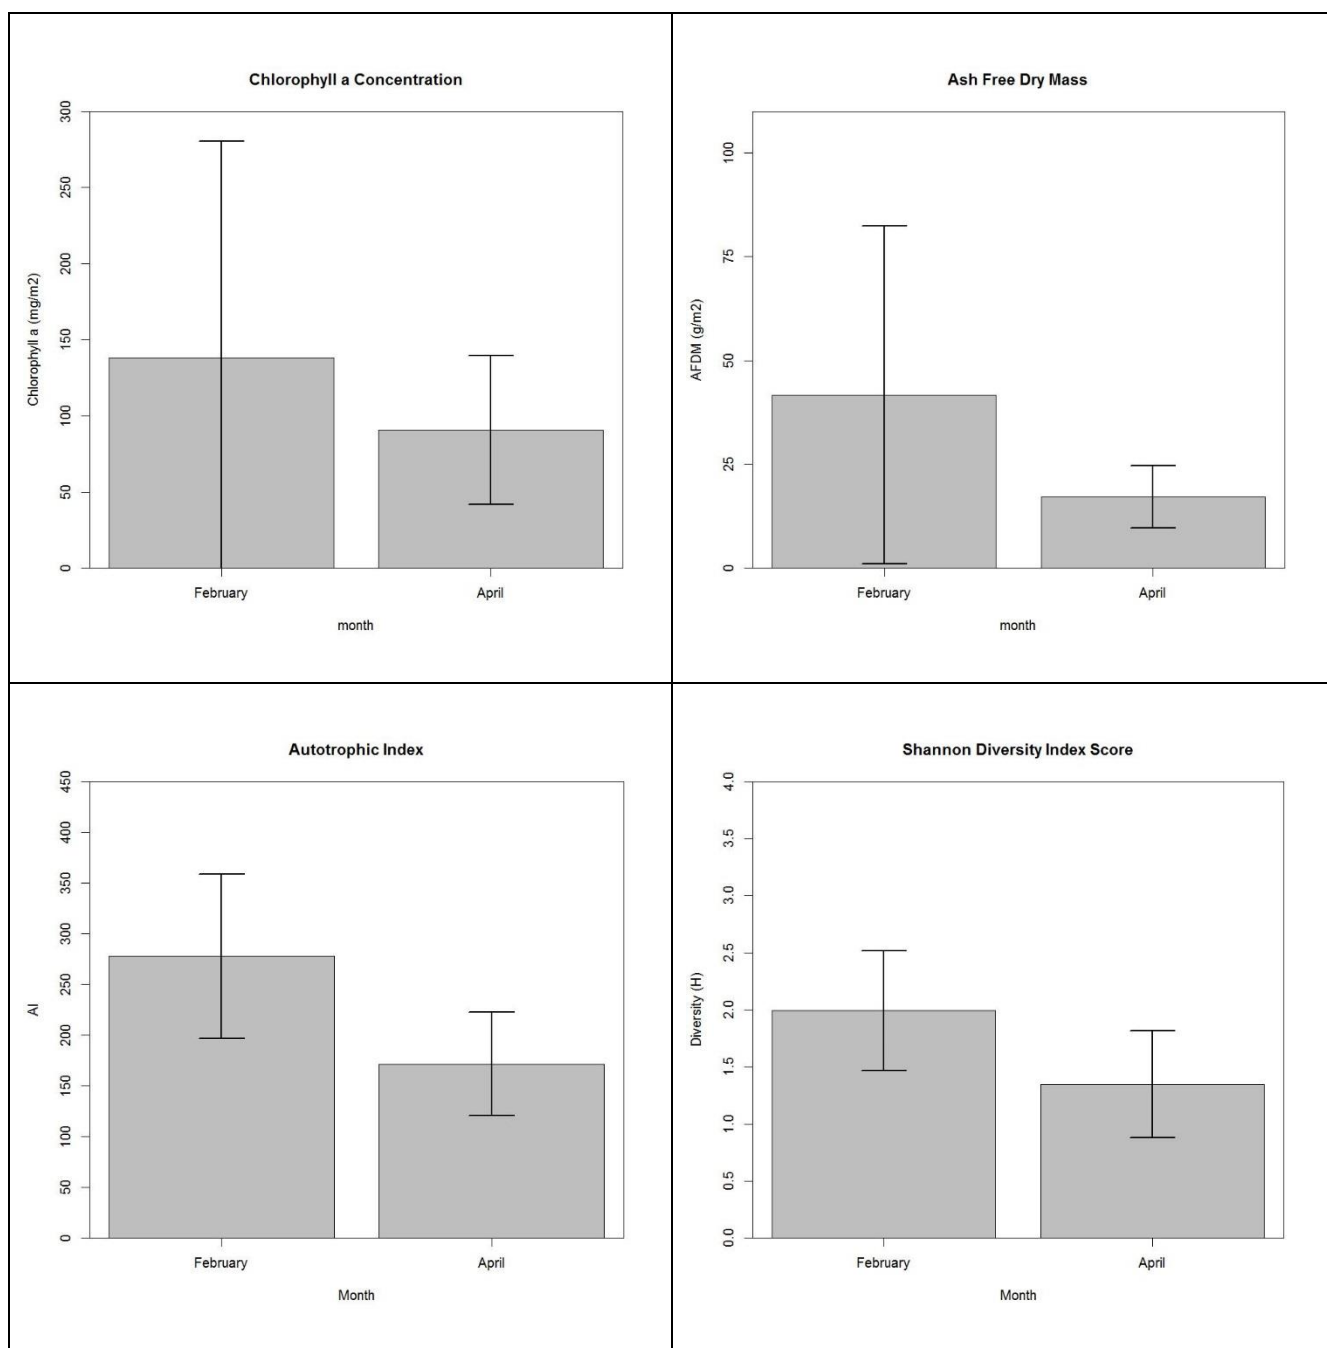 Chlorophyll a Concentration
300
250
200
150
100
50
0
Chlorophyll a (mg/m2)
February
April
month
Ash Free Dry Mass
100
75
50
25
0
AFDM (g/m2)
February
April
month
Autotrophic Index
450
400
350
300
250
200
150
100
50
0
AI
February
April
Month
Shannon Diversity Index Score
4.0
3.5
3.0
2.5
2.0
1.5
1.0
0.5
0.0
Diversity (H)
February
April
Month